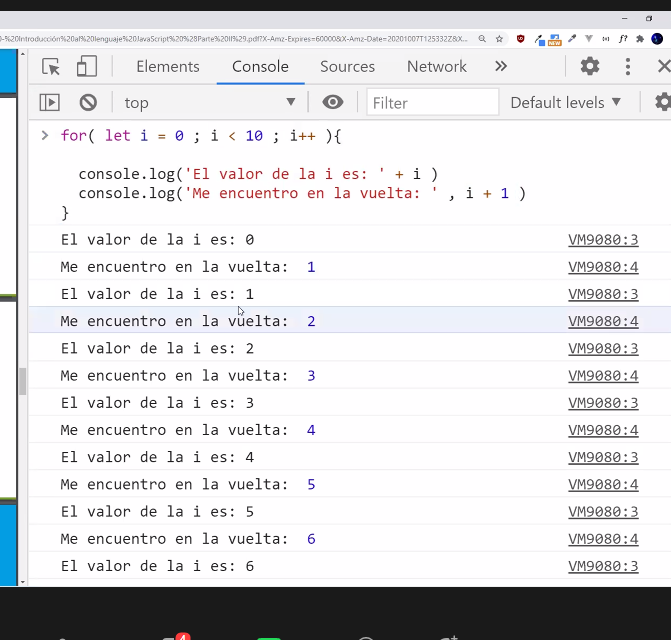 0-%20Introducción%20al%20lenguaje%20JavaScript%20%28Parte%20II%29.pdf?X-Amz-Expires=60000&X-Amz-Date=20201007T125332Z&X...
NEW
f?
Elements Console Sources Network »
top Filter Default levels ▼
> for( let i = 0 ; i < 10 ; i++ ){
console.log('El valor de la i es: ' + i )
console.log('Me encuentro en la vuelta: ' , i + 1 )
}
El valor de la i es: 0 VM9080:3
Me encuentro en la vuelta: 1 VM9080:4
El valor de la i es: 1 VM9080:3
Me encuentro en la vuelta: 2 VM9080:4
El valor de la i es: 2 VM9080:3
Me encuentro en la vuelta: 3 VM9080:4
El valor de la i es: 3 VM9080:3
Me encuentro en la vuelta: 4 VM9080:4
El valor de la i es: 4 VM9080:3
Me encuentro en la vuelta: 5 VM9080:4
El valor de la i es: 5 VM9080:3
Me encuentro en la vuelta: 6 VM9080:4
El valor de la i es: 6 VM9080:3
4